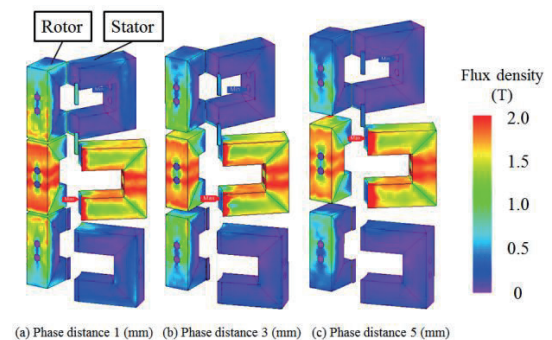 Rotor
Stator
Flux density
(T)
2.0
1.5
1.0
0.5
0
(a) Phase distance 1 (mm)
(b) Phase distance 3 (mm)
(c) Phase distance 5 (mm)